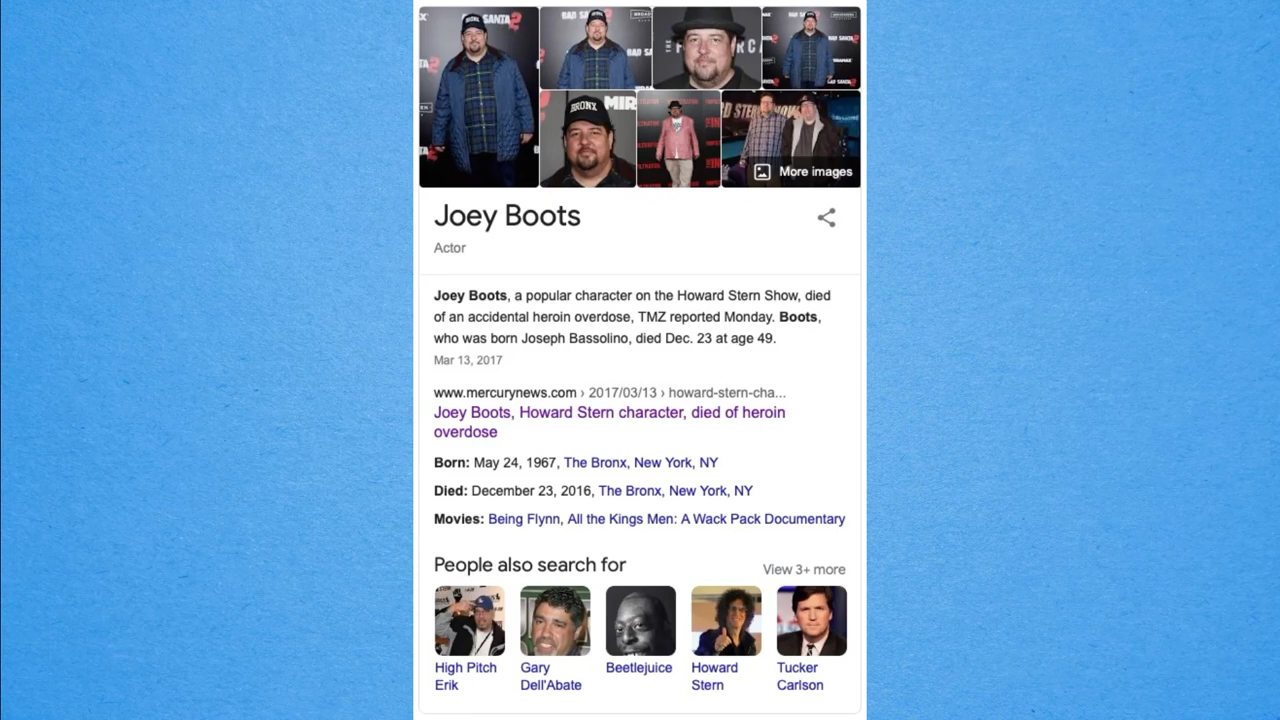 SANTA2
BAD SANTA2
BRONX
MIR
More images
Joey Boots
Actor
Joey Boots, a popular character on the Howard Stern Show, died
of an accidental heroin overdose, TMZ reported Monday. Boots,
who was born Joseph Bassolino, died Dec. 23 at age 49.
Mar 13, 2017
www.mercurynews.com › 2017/03/13 › howard-stern-cha...
Joey Boots, Howard Stern character, died of heroin
overdose
Born: May 24, 1967, The Bronx, New York, NY
Died: December 23, 2016, The Bronx, New York, NY
Movies: Being Flynn, All the Kings Men: A Wack Pack Documentary
People also search for
View 3+ more
High Pitch
Erik
Gary
Dell'Abate
Beetlejuice
Howard
Stern
Tucker
Carlson